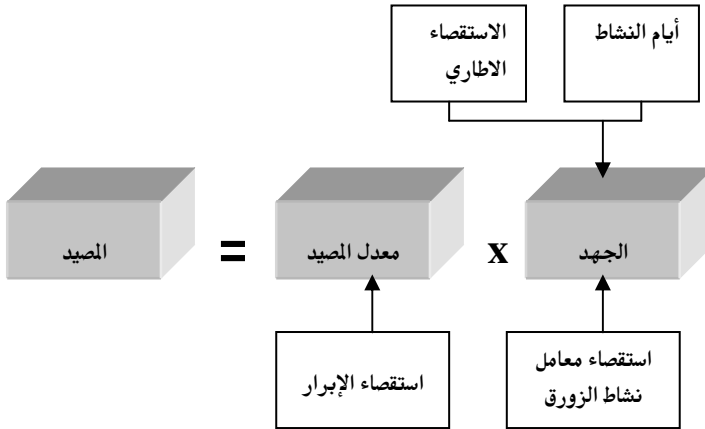 أيام النشاط
الاستقصاء
الاطاري
الجهد
x
معدل المصيد
=
المصيد
استقصاء معامل
نشاط الزورق
استقصاء الإبرار